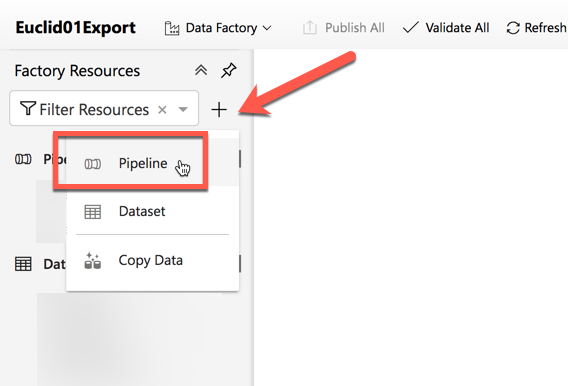 Euclid01Export Data Factory Publish All Validate All Refresh
Factory Resources
Filter Resources
Pipe
Pipeline
Dataset
Dat
Copy Data